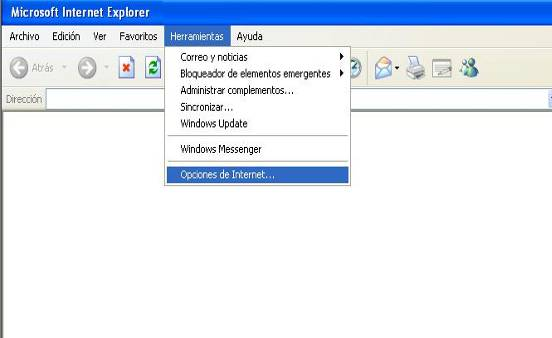 Microsoft Internet Explorer
Archivo Edición Ver Favoritos Herramientas Ayuda
Atrás
Dirección
Correo y noticias
Bloqueador de elementos emergentes
Administrar complementos...
Sincronizar...
Windows Update
Windows Messenger
Opciones de Internet...